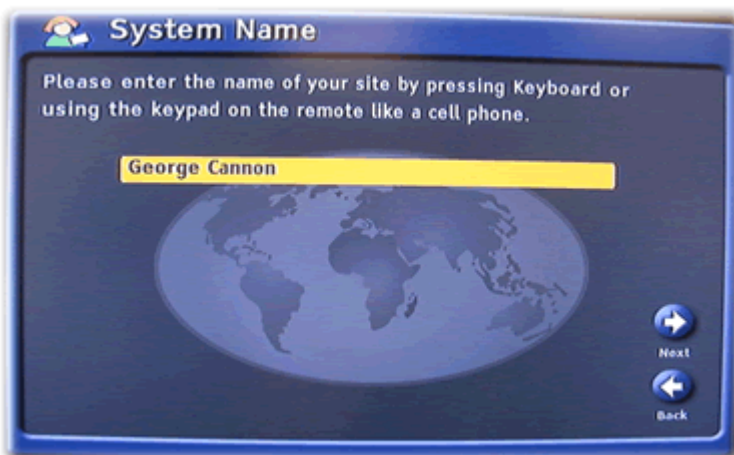 System Name
Please enter the name of your site by pressing Keyboard or
using the keypad on the remote like a cell phone.
George Cannon
Next
Back